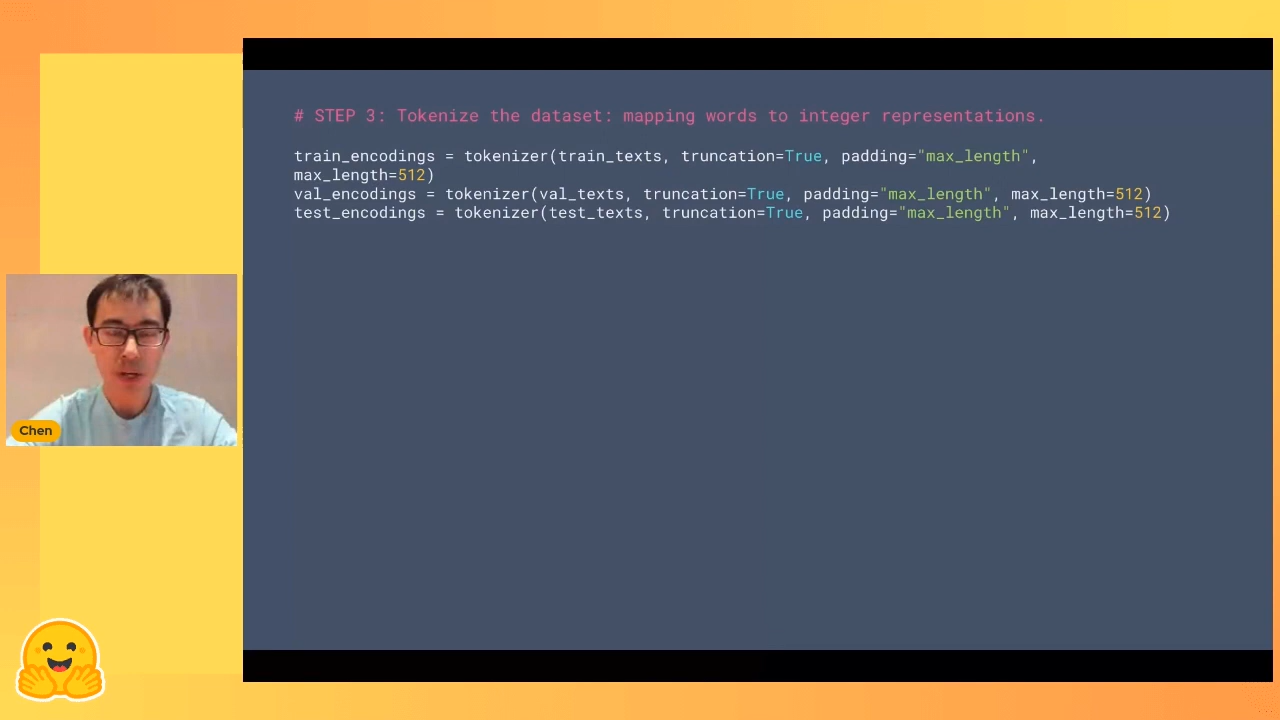 # STEP 3: Tokenize the dataset: mapping words to integer representations.
train_encodings = tokenizer(train_texts, truncation=True, padding="max_length",
max_length=512)
val_encodings = tokenizer(val_texts, truncation=True, padding="max_length", max_length=512)
test_encodings = tokenizer(test_texts, truncation=True, padding="max_length", max_length=512)
Chen